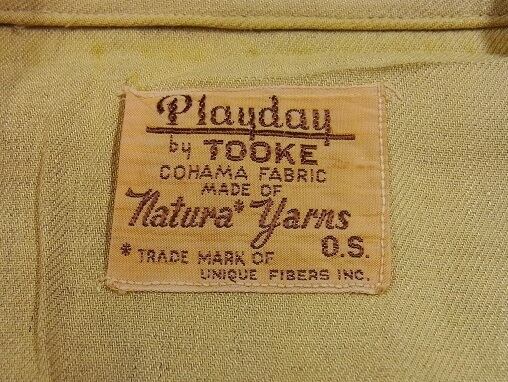 Playday
by TOOKE
COHAMA FABRIC
MADE OF
Natura* Yarns
O.S.
* TRADE MARK OF
UNIQUE FIBERS INC.